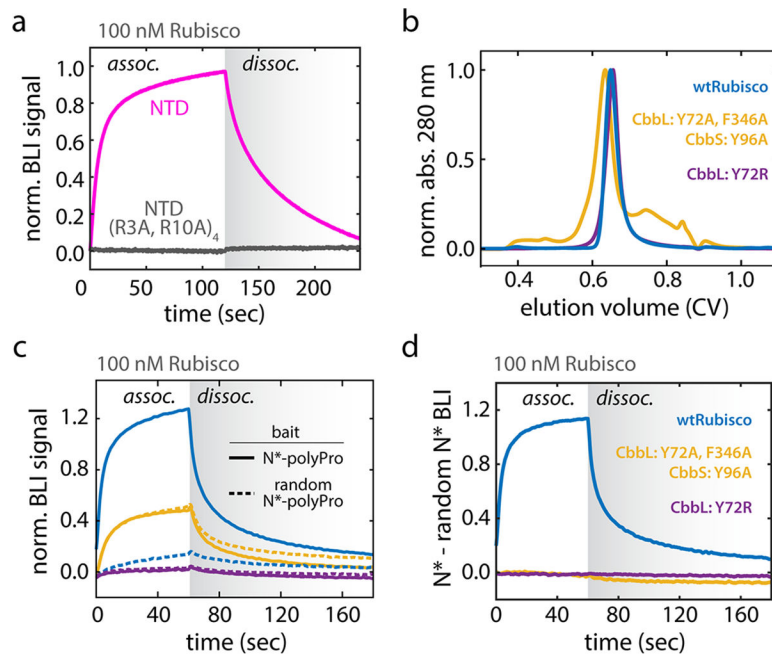 a
100 nM Rubisco
assoc.
dissoc.
NTD
NTD
(R3A, R10A)4
norm. BLI signal
1.0
0.8
0.6
0.4
0.2
0.0
0
100
200
time (sec)
b
wtRubisco
CbbL: Y72A, F346A
CbbS: Y96A
CbbL: Y72R
norm. abs. 280 nm
1.0
0.5
0.0
0.4
0.6
0.8
1.0
elution volume (CV)
c
100 nM Rubisco
assoc.
dissoc.
bait
N*-polyPro
random
N*-polyPro
norm. BLI signal
1.2
0.8
0.4
0.0
0
40
80
120
160
time (sec)
d
100 nM Rubisco
assoc.
dissoc.
wtRubisco
CbbL: Y72A, F346A
CbbS: Y96A
CbbL: Y72R
N* - random N* BLI
1.2
0.8
0.4
0.0
0
40
80
120
160
time (sec)